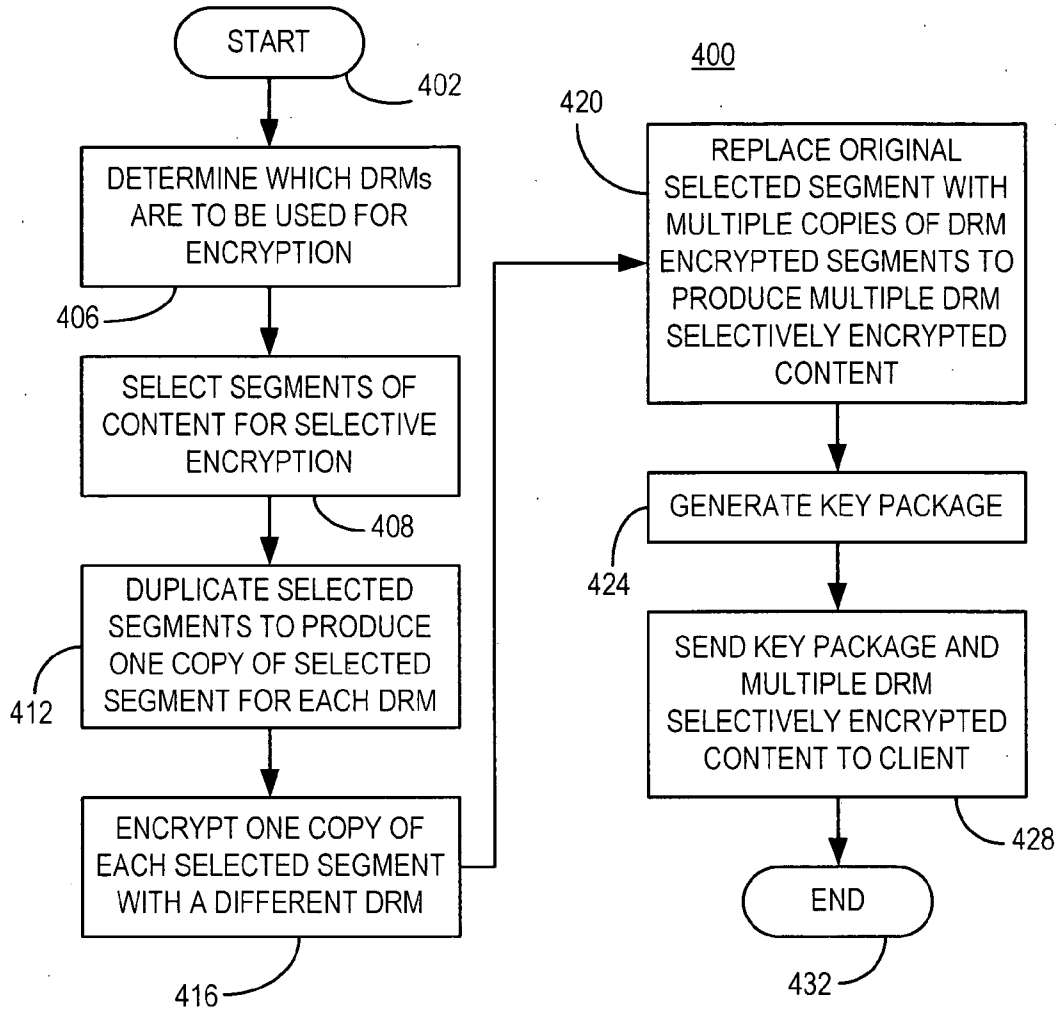 START
402
DETERMINE WHICH DRMs
ARE TO BE USED FOR
ENCRYPTION
406
SELECT SEGMENTS OF
CONTENT FOR SELECTIVE
ENCRYPTION
408
DUPLICATE SELECTED
SEGMENTS TO PRODUCE
ONE COPY OF SELECTED
SEGMENT FOR EACH DRM
412
ENCRYPT ONE COPY OF
EACH SELECTED SEGMENT
WITH A DIFFERENT DRM
416
400
420
REPLACE ORIGINAL
SELECTED SEGMENT WITH
MULTIPLE COPIES OF DRM
ENCRYPTED SEGMENTS TO
PRODUCE MULTIPLE DRM
SELECTIVELY ENCRYPTED
CONTENT
GENERATE KEY PACKAGE
424
SEND KEY PACKAGE AND
MULTIPLE DRM
SELECTIVELY ENCRYPTED
CONTENT TO CLIENT
428
END
432